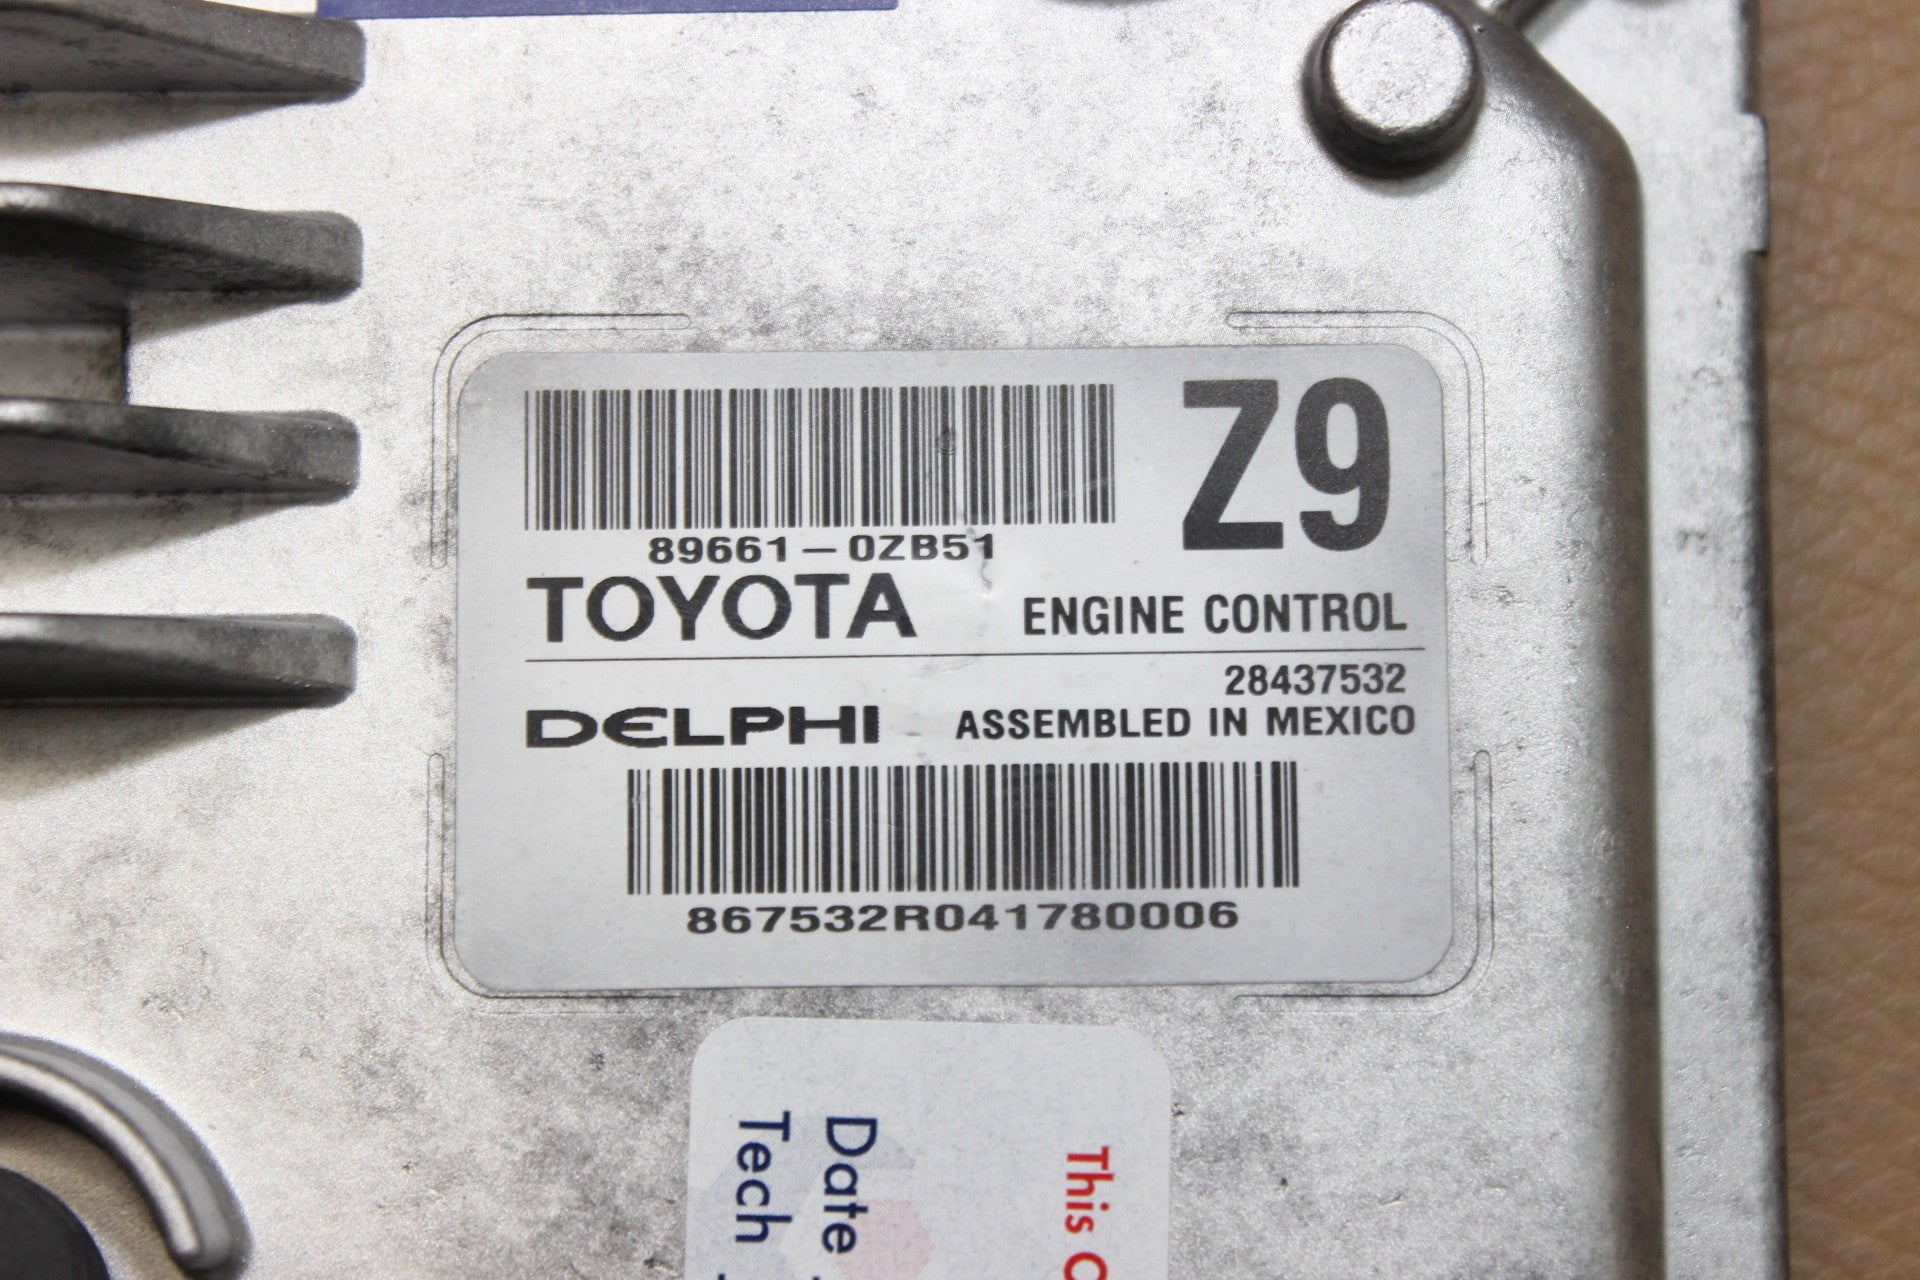 Z9
89661-0ZB51
TOYOTA ENGINE CONTROL
28437532
DELPHI ASSEMBLED IN MEXICO
867532R041780006
This
Date
Tech